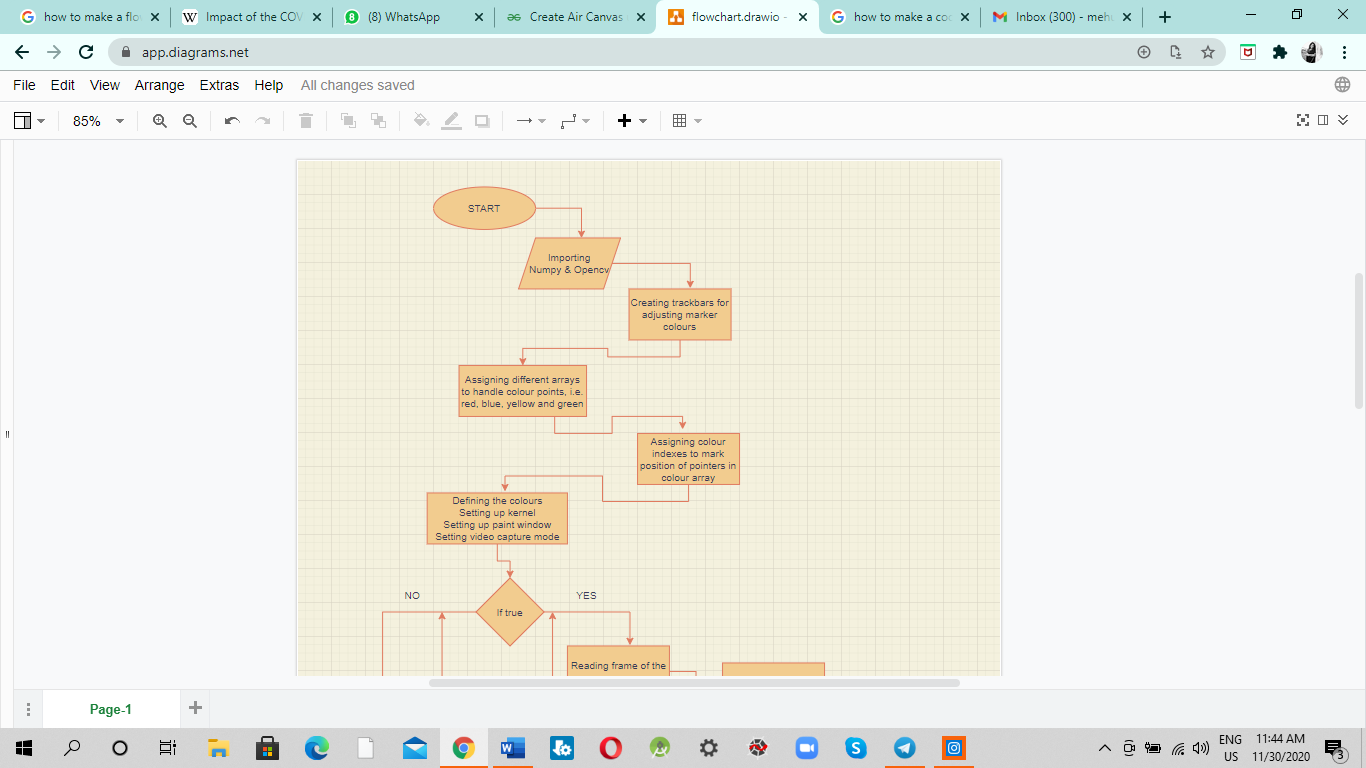 how to make a flo
Impact of the COV
(8) WhatsApp
Create Air Canvas
flowchart.drawio -
how to make a coc
Inbox (300) - mehu
app.diagrams.net
File Edit View Arrange Extras Help All changes saved
85%
START
Importing
Numpy & Opencv
Creating trackbars for
adjusting marker
colours
Assigning different arrays
to handle colour points, i.e.
red, blue, yellow and green
Assigning colour
indexes to mark
position of pointers in
colour array
Defining the colours
Setting up kernel
Setting up paint window
Setting video capture mode
NO
YES
If true
Reading frame of the
Page-1
ENG
US
11:44 AM
11/30/2020
3